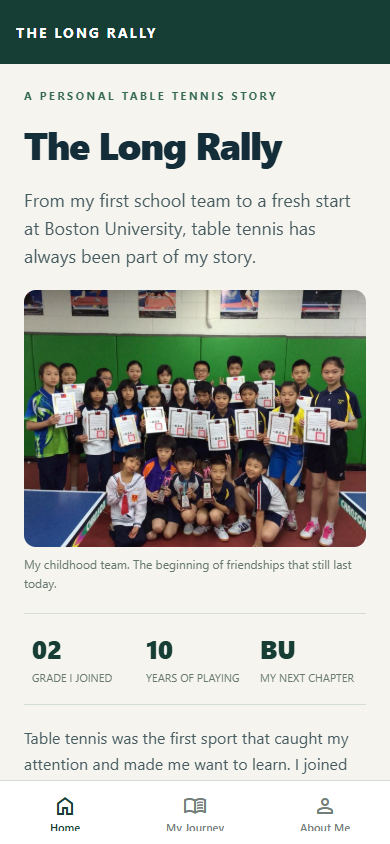 THE LONG RALLY
A PERSONAL TABLE TENNIS STORY
The Long Rally
From my first school team to a fresh start
at Boston University, table tennis has
always been part of my story.
My childhood team. The beginning of friendships that still last
today.
02
GRADE I JOINED
10
YEARS OF PLAYING
BU
MY NEXT CHAPTER
Table tennis was the first sport that caught my
attention and made me want to learn. I joined
Home
My Journey
About Me